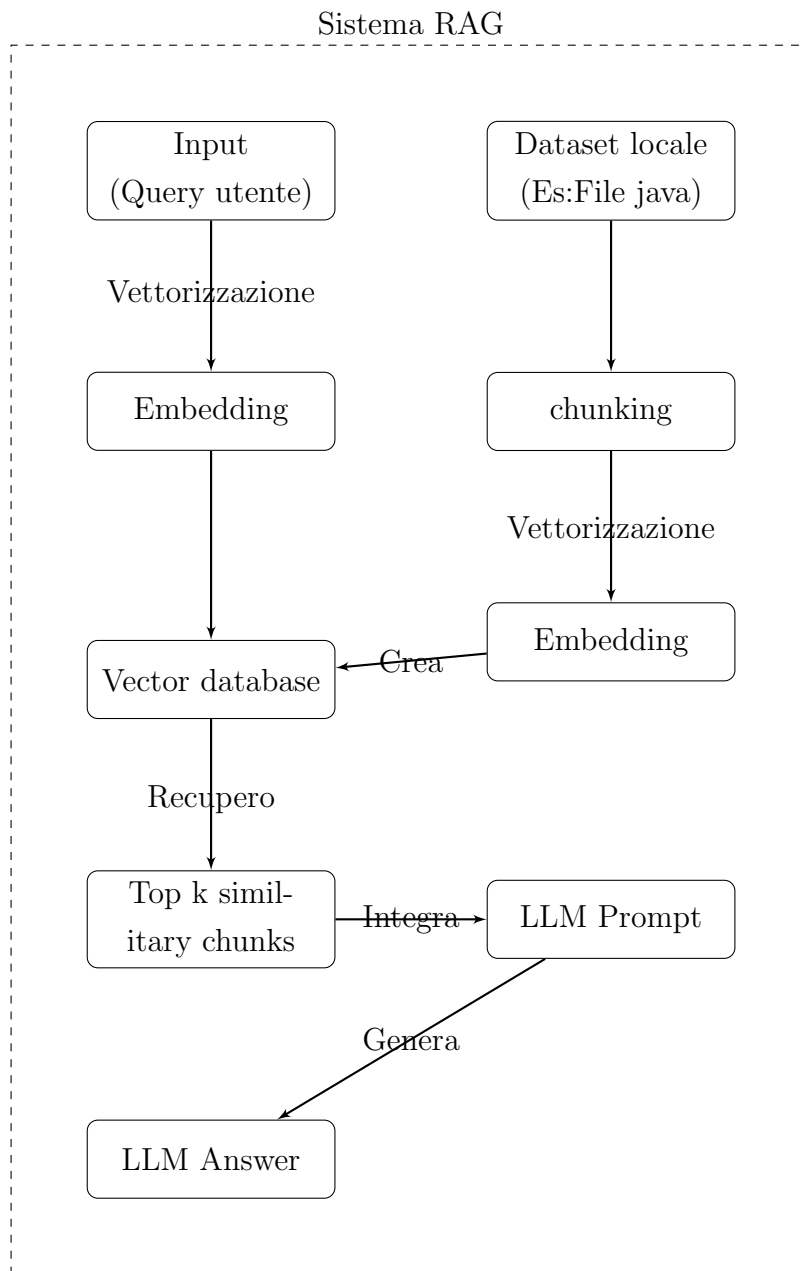 Sistema RAG
Input
(Query utente)
Dataset locale
(Es:File java)
Vettorizzazione
Embedding
chunking
Vettorizzazione
Embedding
Crea
Vector database
Recupero
Top k simil-
itary chunks
Integra
LLM Prompt
Genera
LLM Answer